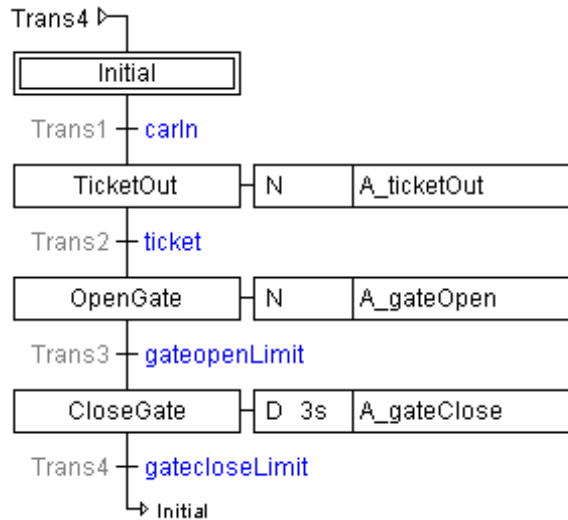 Trans4
Initial
Trans1 carIn
TicketOut N A_ticketOut
Trans2 ticket
OpenGate N A_gateOpen
Trans3 gateopenLimit
CloseGate D 3s A_gateClose
Trans4 gatecloseLimit
Initial